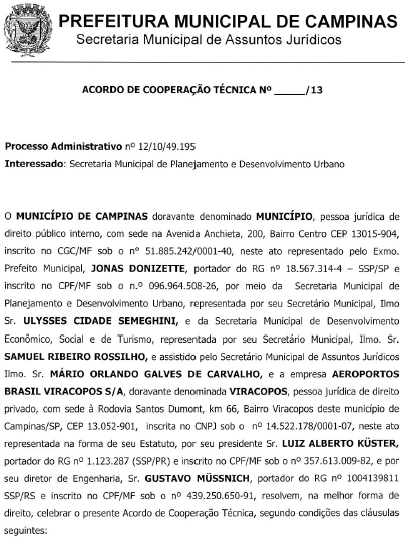 PREFEITURA MUNICIPAL DE CAMPINAS
Secretaria Municipal de Assuntos Jurídicos
ACORDO DE COOPERAÇÃO TÉCNICA Nº _____/13
Processo Administrativo nº 12/10/49.195
Interessado: Secretaria Municipal de Planejamento e Desenvolvimento Urbano
O MUNICÍPIO DE CAMPINAS doravante denominado MUNICÍPIO, pessoa jurídica de
direito público interno, com sede na Avenida Anchieta, 200, Bairro Centro CEP 13015-904,
inscrito no CGC/MF sob o nº 51.885.242/0001-40, neste ato representado pelo Exmo.
Prefeito Municipal, JONAS DONIZETTE, portador do RG nº 18.567.314-4 – SSP/SP e
inscrito no CPF/MF sob o n.º 096.964.508-26, por meio da Secretaria Municipal de
Planejamento e Desenvolvimento Urbano, representada por seu Secretário Municipal, Ilmo
Sr. ULYSSES CIDADE SEMEGHINI, e da Secretaria Municipal de Desenvolvimento
Econômico, Social e de Turismo, representada por seu Secretário Municipal, Ilmo. Sr.
SAMUEL RIBEIRO ROSSILHO, e assistido pelo Secretário Municipal de Assuntos Jurídicos
Ilmo. Sr. MÁRIO ORLANDO GALVES DE CARVALHO, e a empresa AEROPORTOS
BRASIL VIRACOPOS S/A, doravante denominada VIRACOPOS, pessoa jurídica de direito
privado, com sede à Rodovia Santos Dumont, km 66, Bairro Viracopos deste município de
Campinas/SP, CEP 13.052-901, inscrita no CNPJ sob o nº 14.522.178/0001-07, neste ato
representada na forma de seu Estatuto, por seu presidente Sr. LUIZ ALBERTO KÜSTER,
portador do RG nº 1.123.287 (SSP/PR) e inscrito no CPF/MF sob o nº 357.613.009-82, e por
seu diretor de Engenharia, Sr. GUSTAVO MÜSSNICH, portador do RG nº 1004139811
SSP/RS e inscrito no CPF/MF sob o nº 439.250.650-91, resolvem, na melhor forma de
direito, celebrar o presente Acordo de Cooperação Técnica, segundo condições das cláusulas
seguintes: